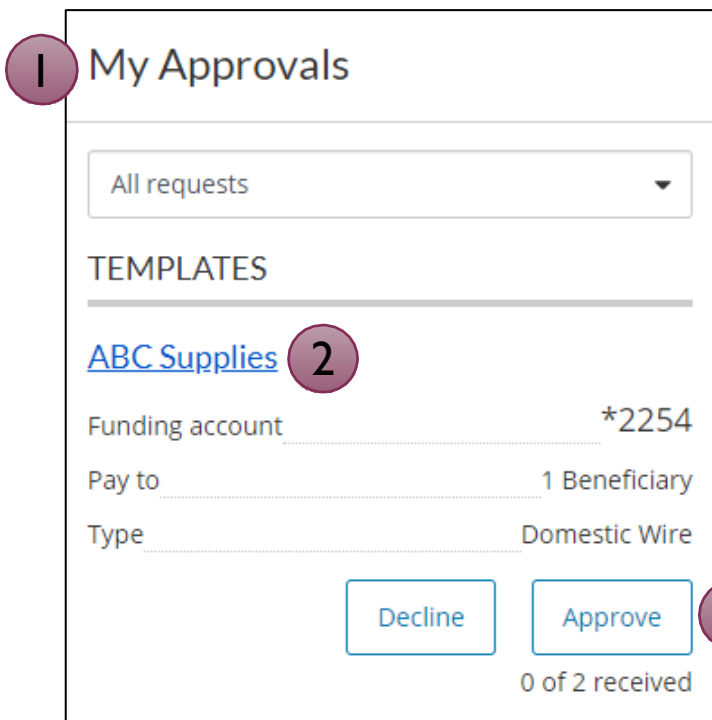 1 My Approvals
All requests
TEMPLATES
ABC Supplies 2
Funding account *2254
Pay to 1 Beneficiary
Type Domestic Wire
Decline Approve
0 of 2 received